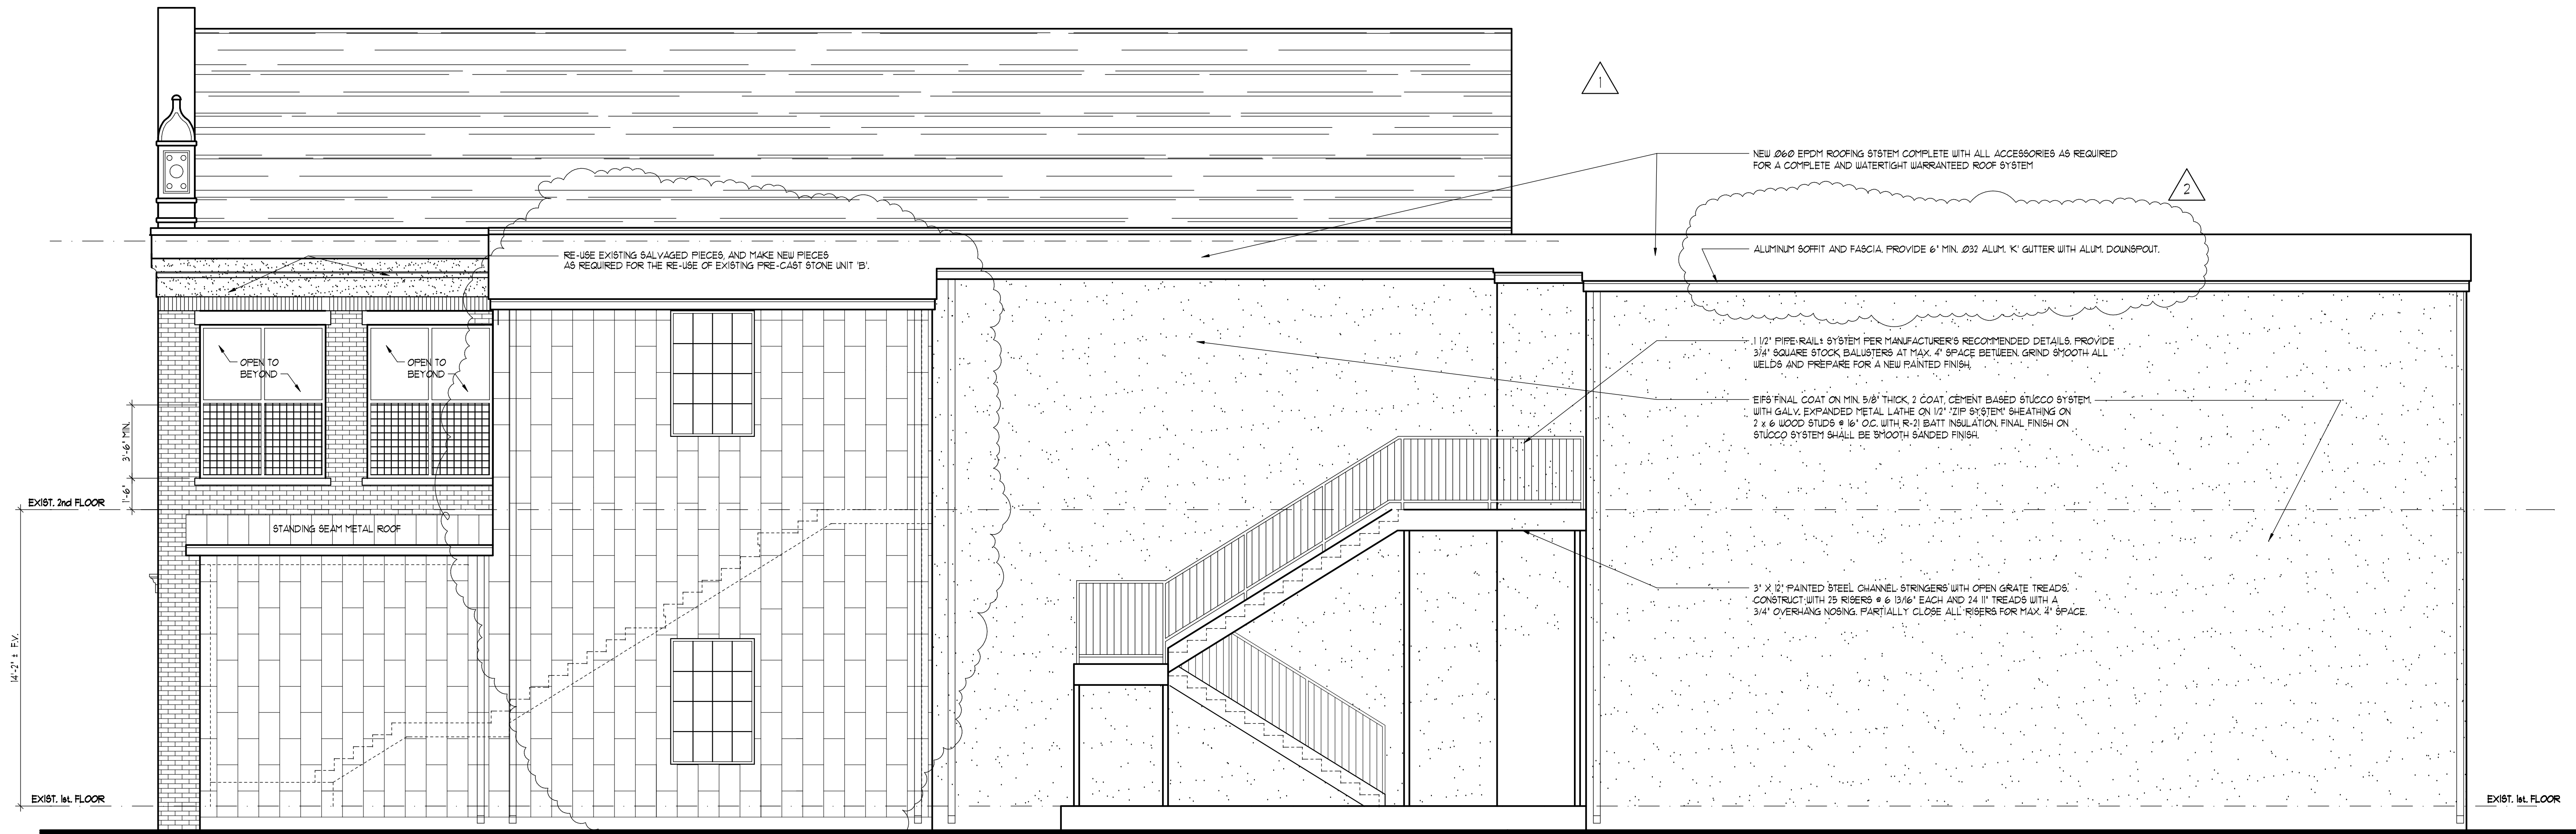 1
NEW .060 EPDM ROOFING STSTEM COMPLETE WITH ALL ACCESSORIES AS REQUIRED
FOR A COMPLETE AND WATERTIGHT WARRANTEED ROOF SYSTEM
2
RE-USE EXISTING SALVAGED PIECES, AND MAKE NEW PIECES
AS REQUIRED FOR THE RE-USE OF EXISTING PRE-CAST STONE UNIT 'B'.
ALUMINUM SOFFIT AND FASCIA. PROVIDE 6" MIN. .032 ALUM. 'K' GUTTER WITH ALUM. DOWNSPOUT.
OPEN TO
BEYOND
OPEN TO
BEYOND
1 1/2" PIPE RAIL SYSTEM PER MANUFACTURER'S RECOMMENDED DETAILS. PROVIDE
3/4" SQUARE STOCK BALUSTERS AT MAX. 4" SPACE BETWEEN. GRIND SMOOTH ALL
WELDS AND PREPARE FOR A NEW PAINTED FINISH.
EIFS FINAL COAT ON MIN. 5/8" THICK, 2 COAT, CEMENT BASED STUCCO SYSTEM,
WITH GALV. EXPANDED METAL LATHE ON 1/2" "ZIP SYSTEM" SHEATHING ON
2 x 6 WOOD STUDS @ 16" O.C. WITH R-21 BATT INSULATION. FINAL FINISH ON
STUCCO SYSTEM SHALL BE SMOOTH SANDED FINISH.
3'-6" MIN.
1'-6"
EXIST. 2nd FLOOR
STANDING SEAM METAL ROOF
3" X 12" PAINTED STEEL CHANNEL STRINGERS WITH OPEN GRATE TREADS.
CONSTRUCT WITH 25 RISERS @ 6 13/16" EACH AND 24 11" TREADS WITH A
3/4" OVERHANG NOSING. PARTIALLY CLOSE ALL RISERS FOR MAX. 4" SPACE.
14'-2" ± F.V.
EXIST. 1st. FLOOR
EXIST. 1st. FLOOR